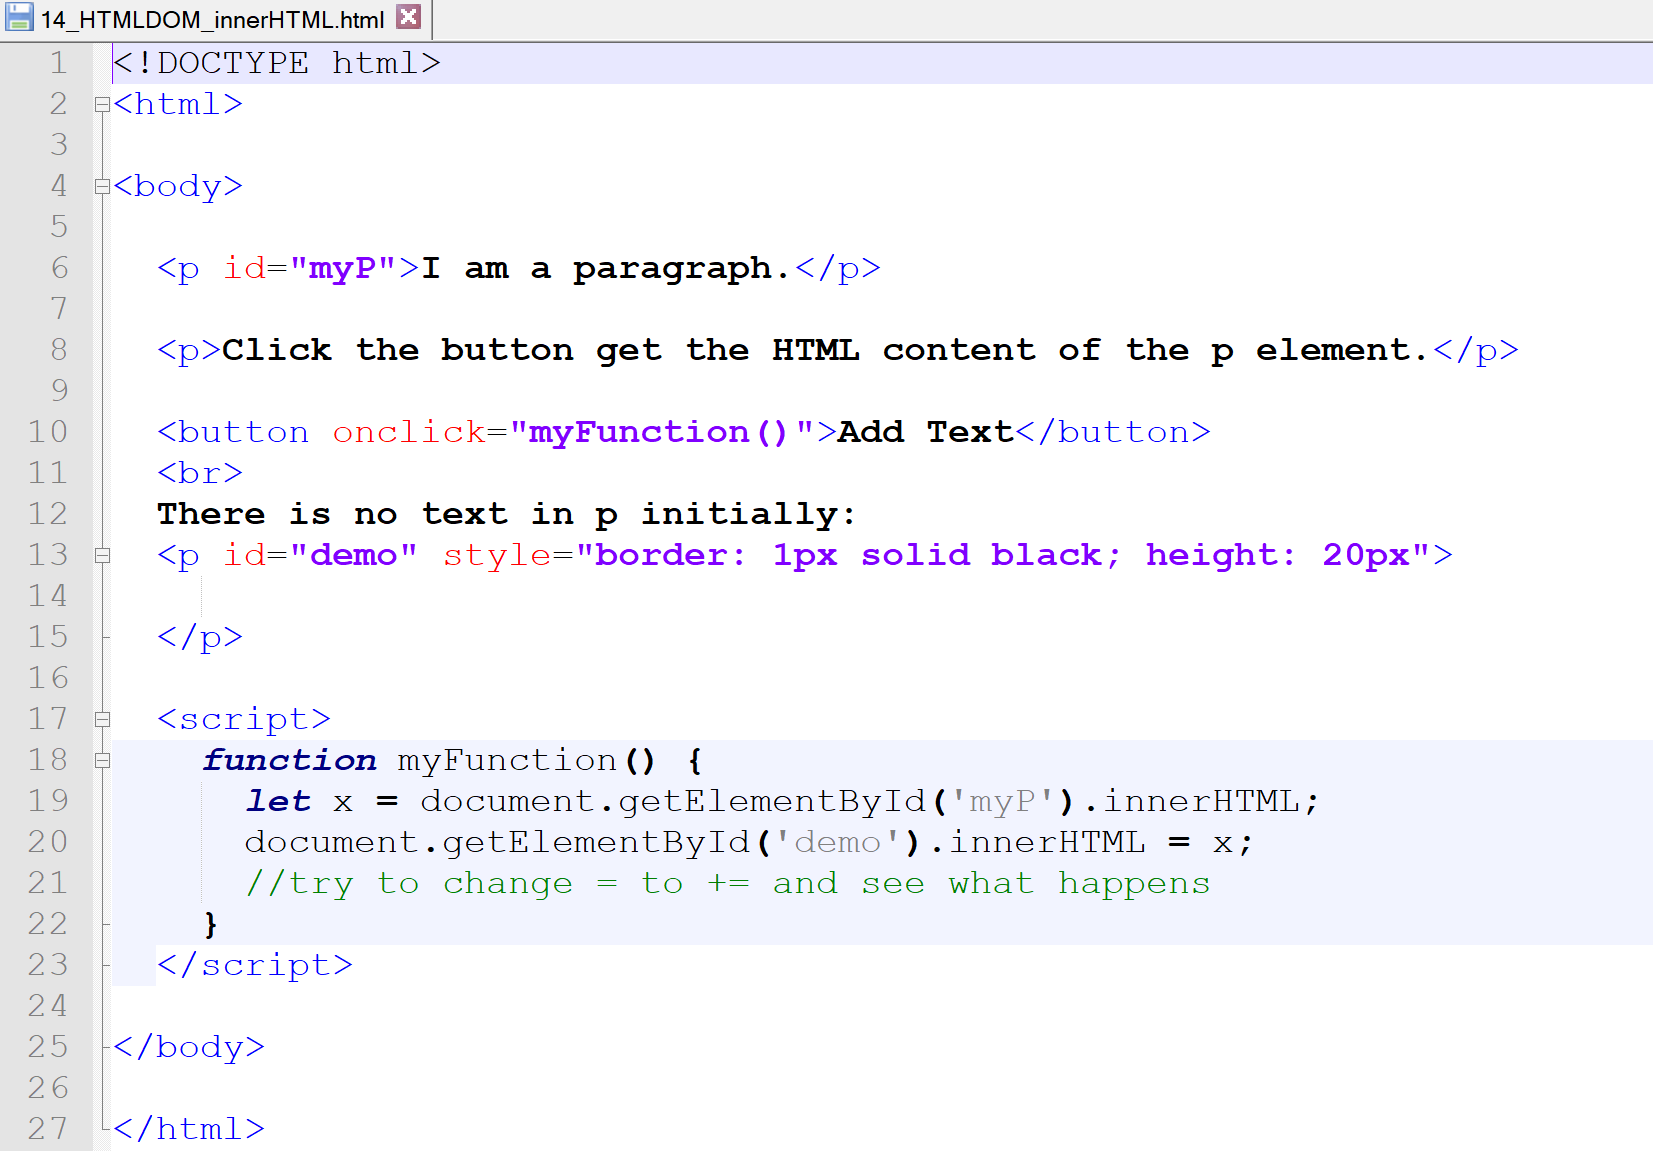 14_HTMLDOM_innerHTML.html
1 <!DOCTYPE html>
2 <html>
3
4 <body>
5
6 <p id="myP">I am a paragraph.</p>
7
8 <p>Click the button get the HTML content of the p element.</p>
9
10 <button onclick="myFunction()">Add Text</button>
11 <br>
12 There is no text in p initially:
13 <p id="demo" style="border: 1px solid black; height: 20px">
14
15 </p>
16
17 <script>
18 function myFunction() {
19 let x = document.getElementById('myP').innerHTML;
20 document.getElementById('demo').innerHTML = x;
21 //try to change = to += and see what happens
22 }
23 </script>
24
25 </body>
26
27 </html>